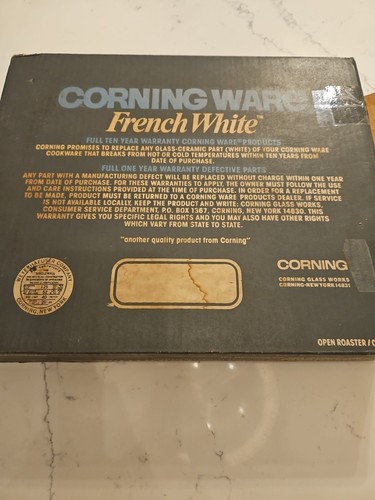 CORNING WARE
French White™
FULL TEN YEAR WARRANTY CORNING WARE® PRODUCTS
CORNING PROMISES TO REPLACE ANY GLASS-CERAMIC PART (WHITE) OF YOUR CORNING WARE
COOKWARE THAT BREAKS FROM HOT OR COLD TEMPERATURES WITHIN TEN YEARS FROM
DATE OF PURCHASE.
FULL ONE YEAR WARRANTY DEFECTIVE PARTS
ANY PART WITH A MANUFACTURING DEFECT WILL BE REPLACED WITHOUT CHARGE WITHIN ONE YEAR
FROM DATE OF PURCHASE. FOR THESE WARRANTIES TO APPLY, THE OWNER MUST FOLLOW THE USE
AND CARE INSTRUCTIONS PROVIDED AT THE TIME OF PURCHASE. IN ORDER FOR A REPLACEMENT
TO BE MADE, PRODUCT MUST BE RETURNED TO A CORNING WARE PRODUCTS DEALER. IF SERVICE
IS NOT AVAILABLE LOCALLY, KEEP THE PRODUCT AND WRITE: CORNING GLASS WORKS,
CONSUMER SERVICE DEPARTMENT, P.O. BOX 1367, CORNING, NEW YORK 14830. THIS
WARRANTY GIVES YOU SPECIFIC LEGAL RIGHTS AND YOU MAY ALSO HAVE OTHER RIGHTS
WHICH VARY FROM STATE TO STATE.
"another quality product from Corning"
CORNING
CORNING GLASS WORKS
CORNING·NEW YORK 14831
WEYERHAEUSER COMPANY
CORNING, NEW YORK
OPEN ROASTER/